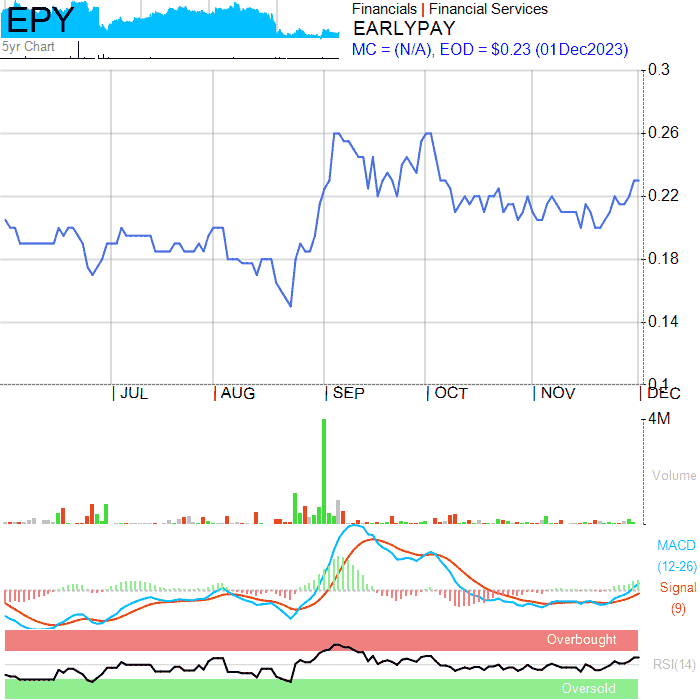 EPY
5yr Chart
Financials | Financial Services
EARLYPAY
MC = (N/A), EOD = $0.23 (01Dec2023)
0.3
0.26
0.22
0.18
0.14
0.1
JUL AUG SEP OCT NOV DEC
4M
Volume
MACD
(12-26)
Signal
(9)
Overbought
RSI(14)
Oversold